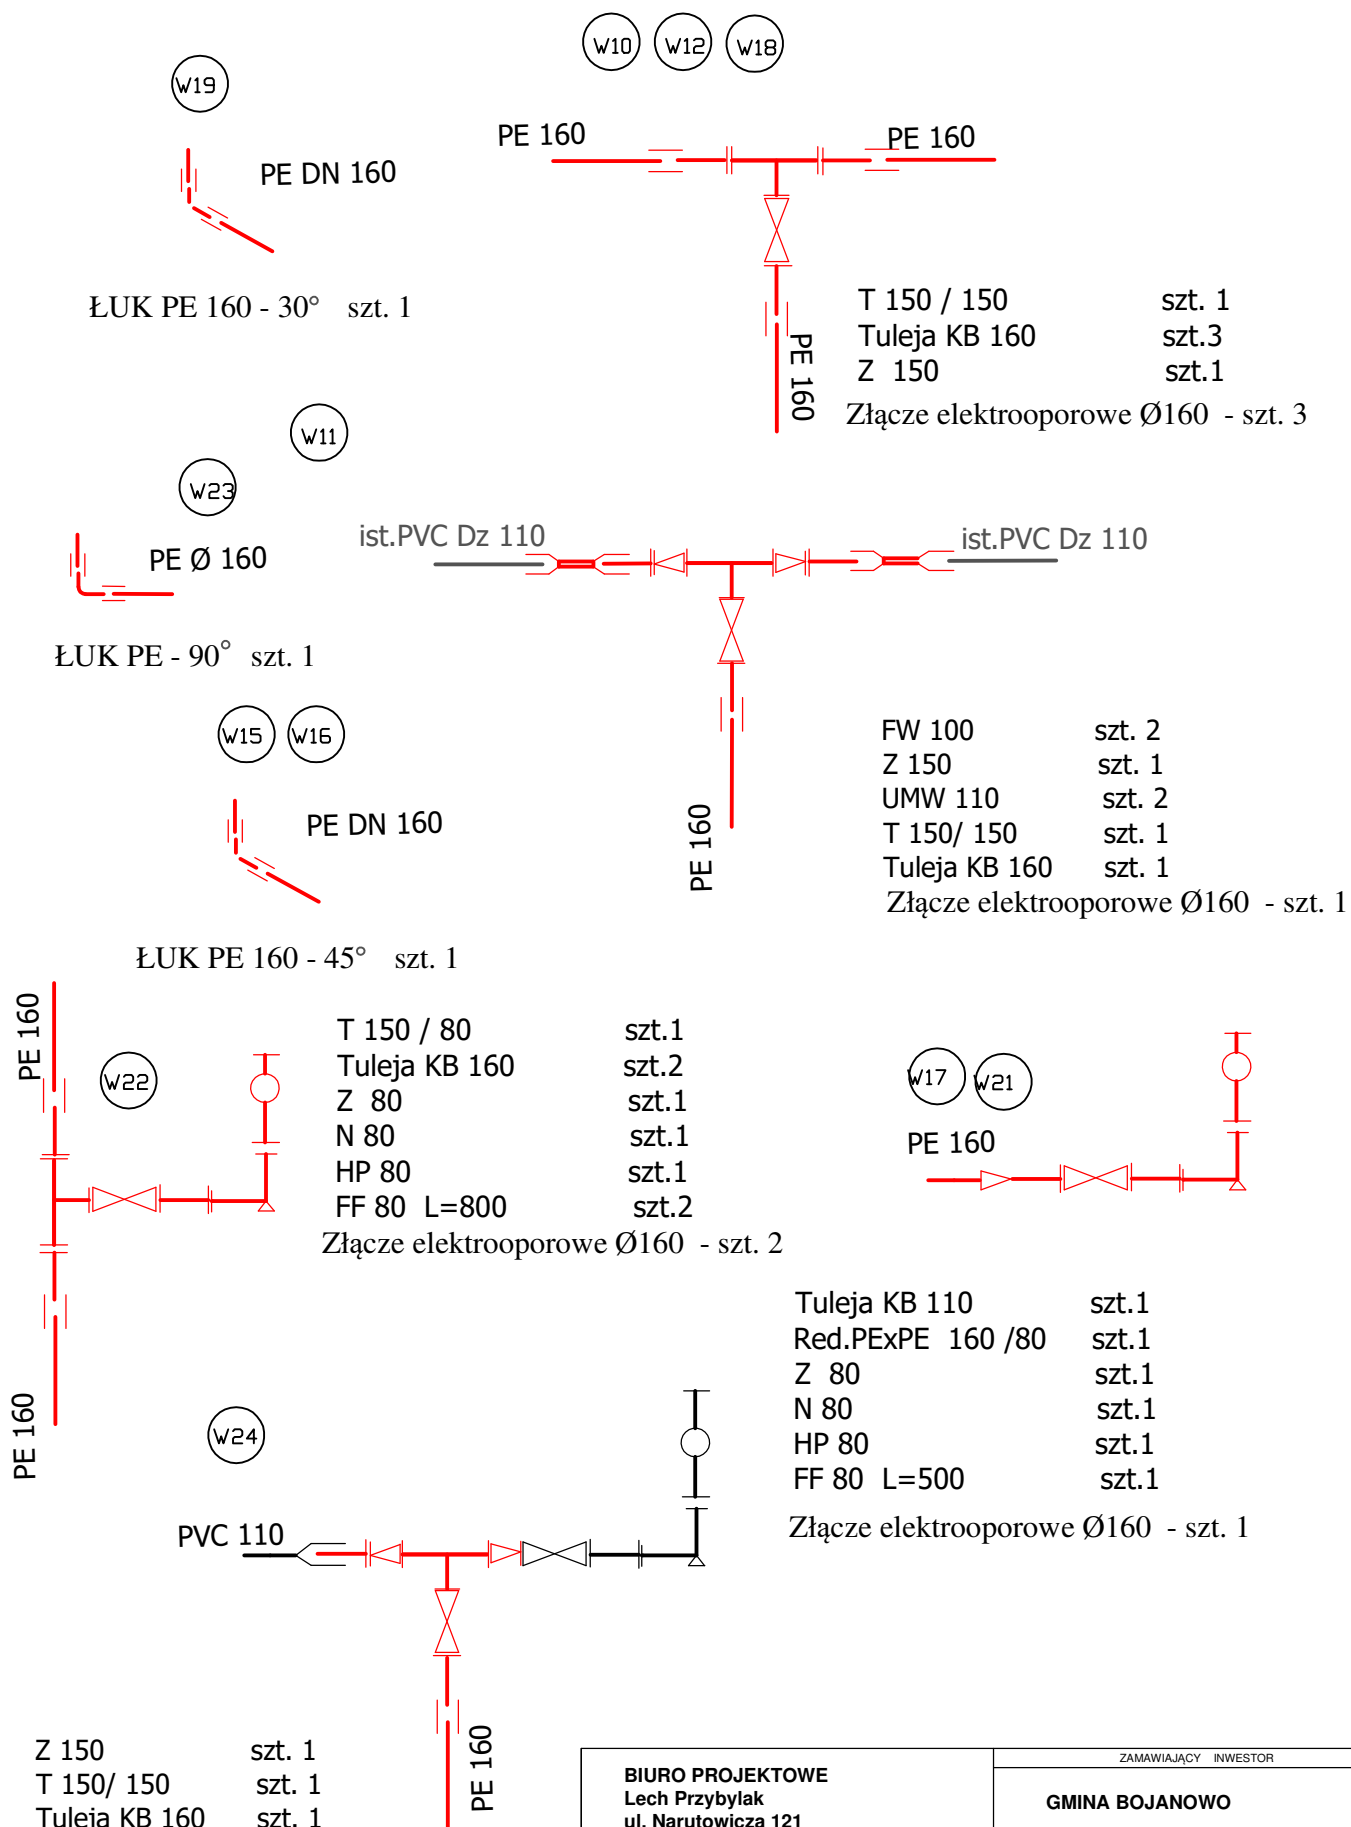 W10 W12 W18
W19
PE 160
PE 160
PE DN 160
ŁUK PE 160 - 30° szt. 1
PE 160
T 150 / 150 szt. 1
Tuleja KB 160 szt.3
Z 150 szt.1
Złącze elektrooporowe Ø160 - szt. 3
W11
W23
PE Ø 160
ŁUK PE - 90° szt. 1
ist.PVC Dz 110
ist.PVC Dz 110
PE 160
FW 100 szt. 2
Z 150 szt. 1
UMW 110 szt. 2
T 150/ 150 szt. 1
Tuleja KB 160 szt. 1
Złącze elektrooporowe Ø160 - szt. 1
W15 W16
PE DN 160
ŁUK PE 160 - 45° szt. 1
PE 160
W22
PE 160
T 150 / 80 szt.1
Tuleja KB 160 szt.2
Z 80 szt.1
N 80 szt.1
HP 80 szt.1
FF 80 L=800 szt.2
Złącze elektrooporowe Ø160 - szt. 2
W17 W21
PE 160
Tuleja KB 110 szt.1
Red.PExPE 160 /80 szt.1
Z 80 szt.1
N 80 szt.1
HP 80 szt.1
FF 80 L=500 szt.1
Złącze elektrooporowe Ø160 - szt. 1
W24
PVC 110
PE 160
Z 150 szt. 1
T 150/ 150 szt. 1
Tuleja KB 160 szt. 1
BIURO PROJEKTOWE
Lech Przybylak
ul. Narutowicza 121
ZAMAWIAJĄCY INWESTOR
GMINA BOJANOWO